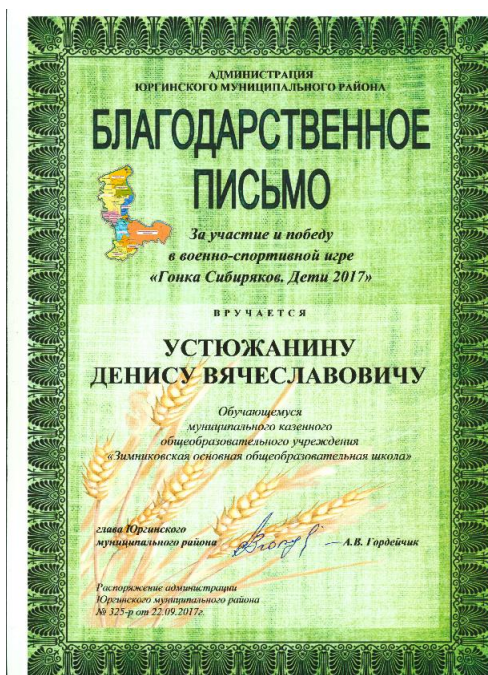 АДМИНИСТРАЦИЯ
ЮРГИНСКОГО МУНИЦИПАЛЬНОГО РАЙОНА
БЛАГОДАРСТВЕННОЕ
ПИСЬМО
За участие и победу
в военно-спортивной игре
«Гонка Сибиряков. Дети 2017»
ВРУЧАЕТСЯ
УСТЮЖАНИНУ
ДЕНИСУ ВЯЧЕСЛАВОВИЧУ
Обучающемуся
муниципального казенного
общеобразовательного учреждения
«Зимниковская основная общеобразовательная школа»
глава Юргинского
муниципального района
А.В. Гордейчик
Распоряжение администрации
Юргинского муниципального района
№ 325-р от 22.09.2017г.